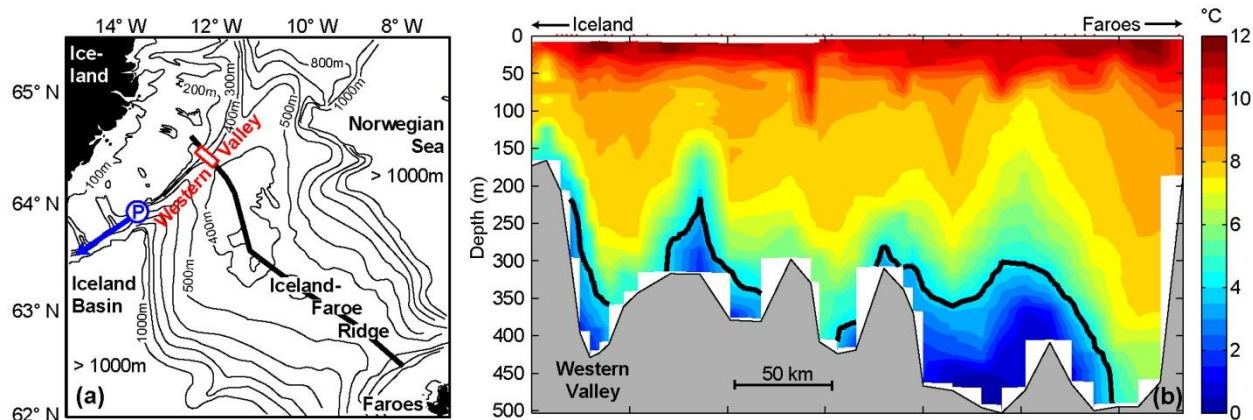 14 W 12 W 10 W 8 W
65° N
64° N
63° N
62° N
Ice-
land
200m
300m
400m
500m
800m
1000m
500m
Norwegian
Sea
> 1000m
100m
Western Valley
P
400m
500m
Iceland
Basin
1000m
Iceland-
Faroe
Ridge
> 1000m
(a)
Faroes
Iceland
Faroes
°C
Depth (m)
0
50
100
150
200
250
300
350
400
450
500
Western
Valley
50 km
(b)
12
10
8
6
4
2
0